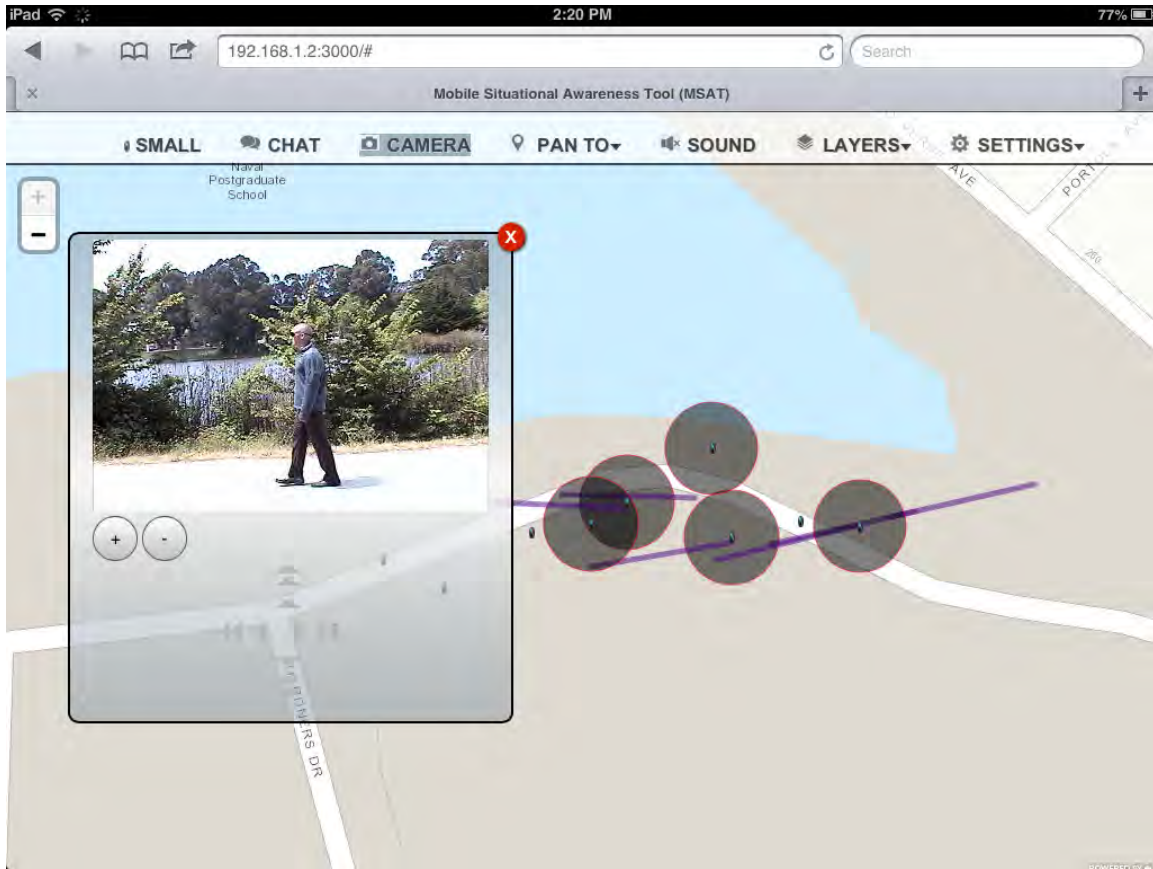 iPad 2:20 PM 77%
192.168.1.2:3000/# Search
Mobile Situational Awareness Tool (MSAT)
SMALL CHAT CAMERA PAN TO SOUND LAYERS SETTINGS
Naval
Postgraduate
School
AVE
+
-
X
+ -